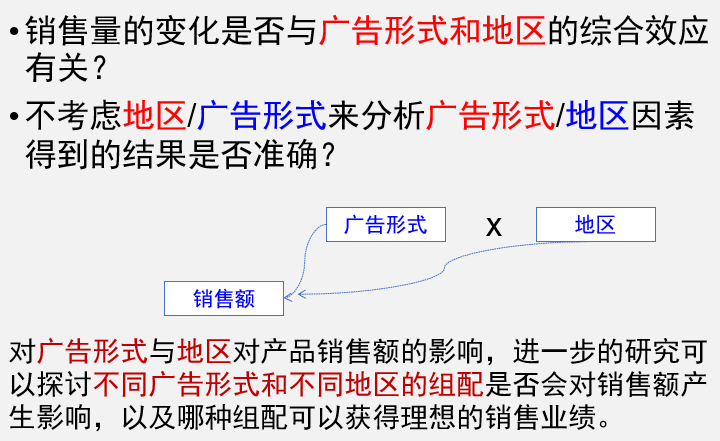 •销售量的变化是否与广告形式和地区的综合效应
有关？
•不考虑地区/广告形式来分析广告形式/地区因素
得到的结果是否准确？
广告形式 x 地区
销售额
对广告形式与地区对产品销售额的影响，进一步的研究可
以探讨不同广告形式和不同地区的组配是否会对销售额产
生影响，以及哪种组配可以获得理想的销售业绩。